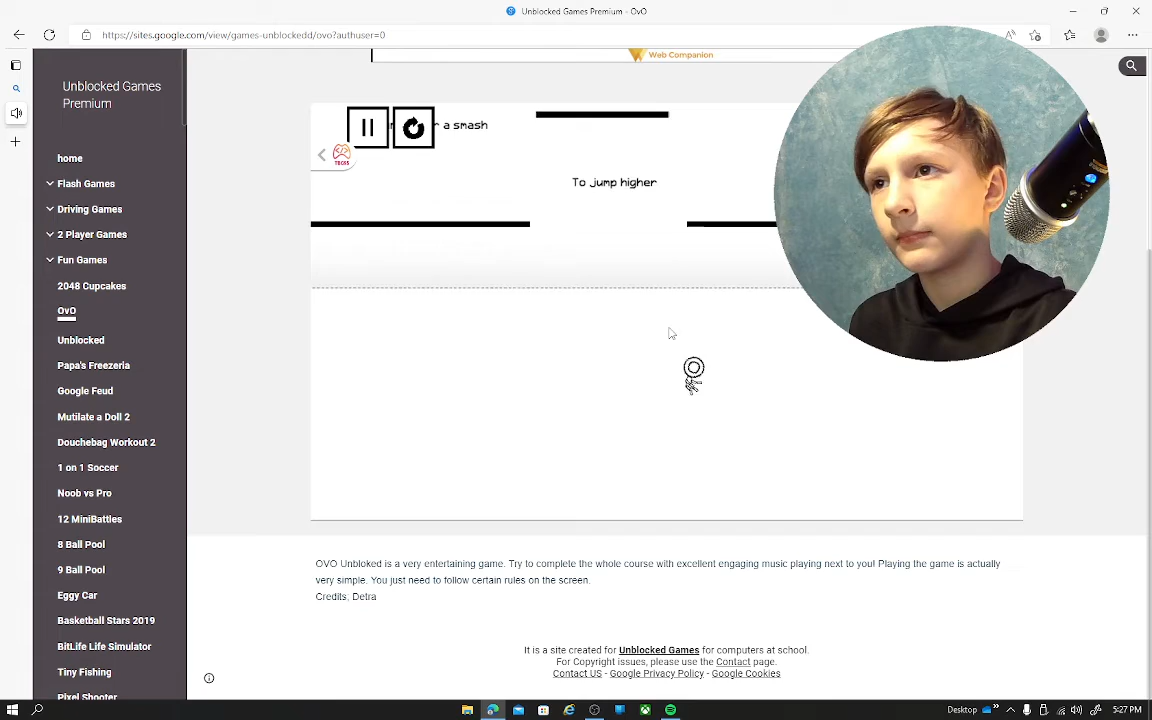 Unblocked Games Premium - OvO
https://sites.google.com/view/games-unblockedd/ovo?authuser=0
Web Companion
Unblocked Games
Premium
home
Flash Games
Driving Games
2 Player Games
Fun Games
2048 Cupcakes
OvO
Unblocked
Papa's Freezeria
Google Feud
Mutilate a Doll 2
Douchebag Workout 2
1 on 1 Soccer
Noob vs Pro
12 MiniBattles
8 Ball Pool
9 Ball Pool
Eggy Car
Basketball Stars 2019
BitLife Life Simulator
Tiny Fishing
Pixel Shooter
a smash
To jump higher
OVO Unbloked is a very entertaining game. Try to complete the whole course with excellent engaging music playing next to you! Playing the game is actually
very simple. You just need to follow certain rules on the screen.
Credits, Detra
It is a site created for Unblocked Games for computers at school.
For Copyright issues, please use the Contact page.
Contact US - Google Privacy Policy - Google Cookies
Desktop
5:27 PM